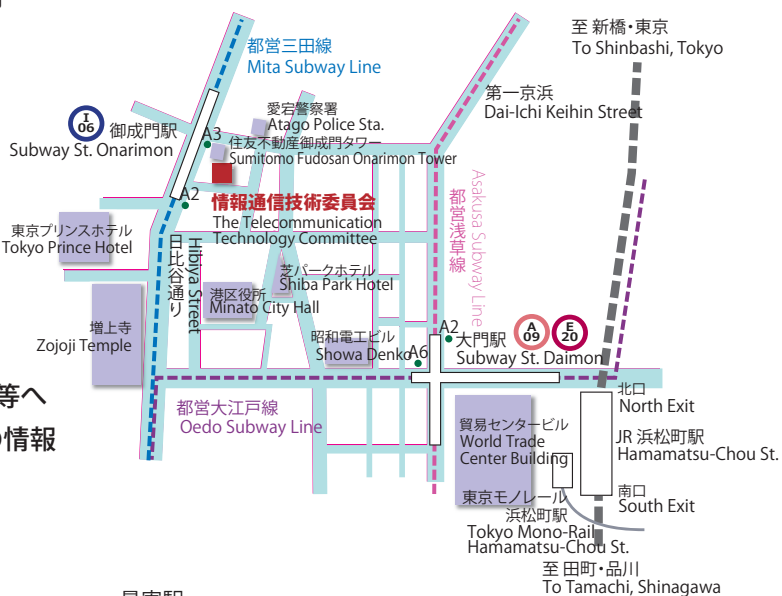 都営三田線
Mita Subway Line
至 新橋・東京
To Shinbashi, Tokyo
第一京浜
Dai-Ichi Keihin Street
I
06
御成門駅
Subway St. Onarimon
A3
愛宕警察署
Atago Police Sta.
住友不動産御成門タワー
Sumitomo Fudosan Onarimon Tower
A2
情報通信技術委員会
The Telecommunication
Technology Committee
東京プリンスホテル
Tokyo Prince Hotel
日比谷通り
Hibiya Street
都営浅草線
Asakusa Subway Line
芝パークホテル
Shiba Park Hotel
港区役所
Minato City Hall
増上寺
Zojoji Temple
昭和電工ビル
Showa Denko
A6
A2
大門駅
Subway St. Daimon
A
09
E
20
等へ
情報
都営大江戸線
Oedo Subway Line
北口
North Exit
貿易センタービル
World Trade
Center Building
JR 浜松町駅
Hamamatsu-Chou St.
南口
South Exit
東京モノレール
浜松町駅
Tokyo Mono-Rail
Hamamatsu-Chou St.
至 田町・品川
To Tamachi, Shinagawa